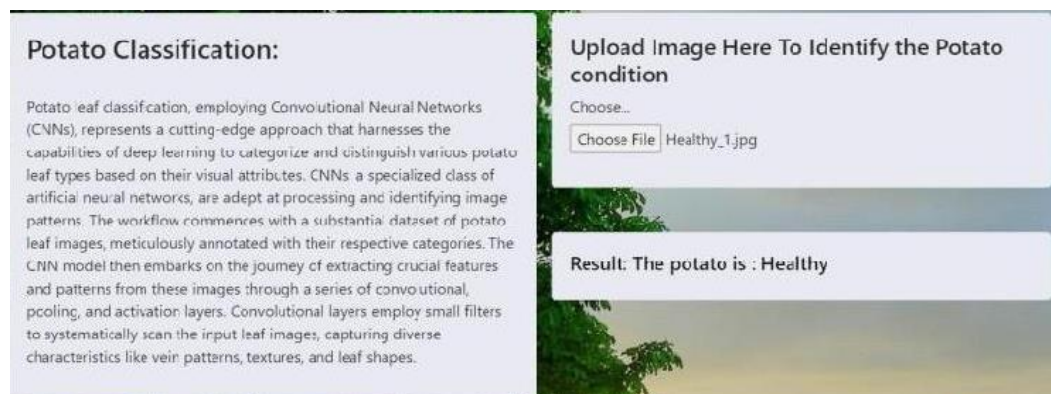 Potato Classification:
Potato leaf classification, employing Convolutional Neural Networks
(CNNs), represents a cutting-edge approach that harnesses the
capabilities of deep learning to categorize and distinguish various potato
leaf types based on their visual attributes. CNNs a specialized class of
artificial neural networks, are adept at processing and identifying image
patterns. The workflow commences with a substantial dataset of potato
leaf images, meticulously annotated with their respective categories. The
CNN model then embarks on the journey of extracting crucial features
and patterns from these images through a series of convolutional,
pooling, and activation layers. Convolutional layers employ small filters
to systematically scan the input leaf images, capturing diverse
characteristics like vein patterns, textures, and leaf shapes.
Upload Image Here To Identify the Potato
condition
Choose...
Choose File Healthy_1.jpg
Result: The potato is : Healthy